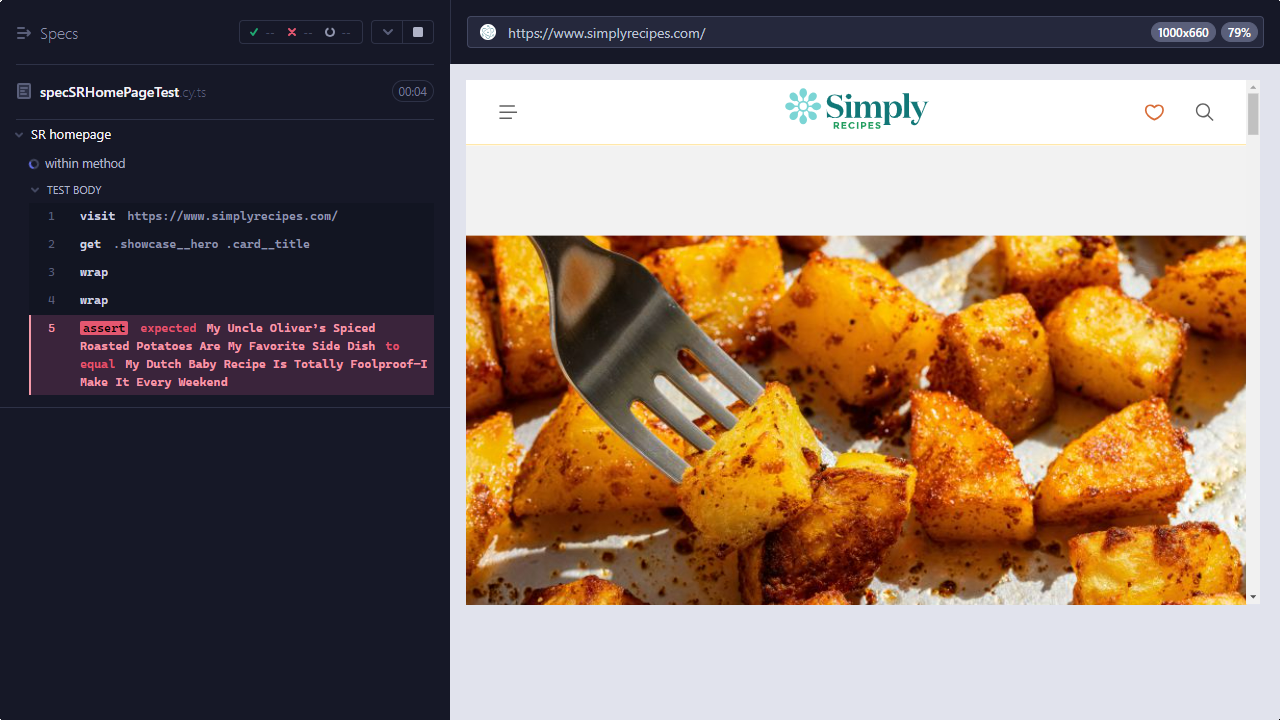 Specs
-- -- --
specSRHomePageTest.cy.ts
00:04
SR homepage
within method
TEST BODY
1 visit https://www.simplyrecipes.com/
2 get .showcase__hero .card__title
3 wrap
4 wrap
5 assert expected My Uncle Oliver’s Spiced
Roasted Potatoes Are My Favorite Side Dish to
equal My Dutch Baby Recipe Is Totally Foolproof—I
Make It Every Weekend
https://www.simplyrecipes.com/
1000x660
79%
Simply
RECIPES